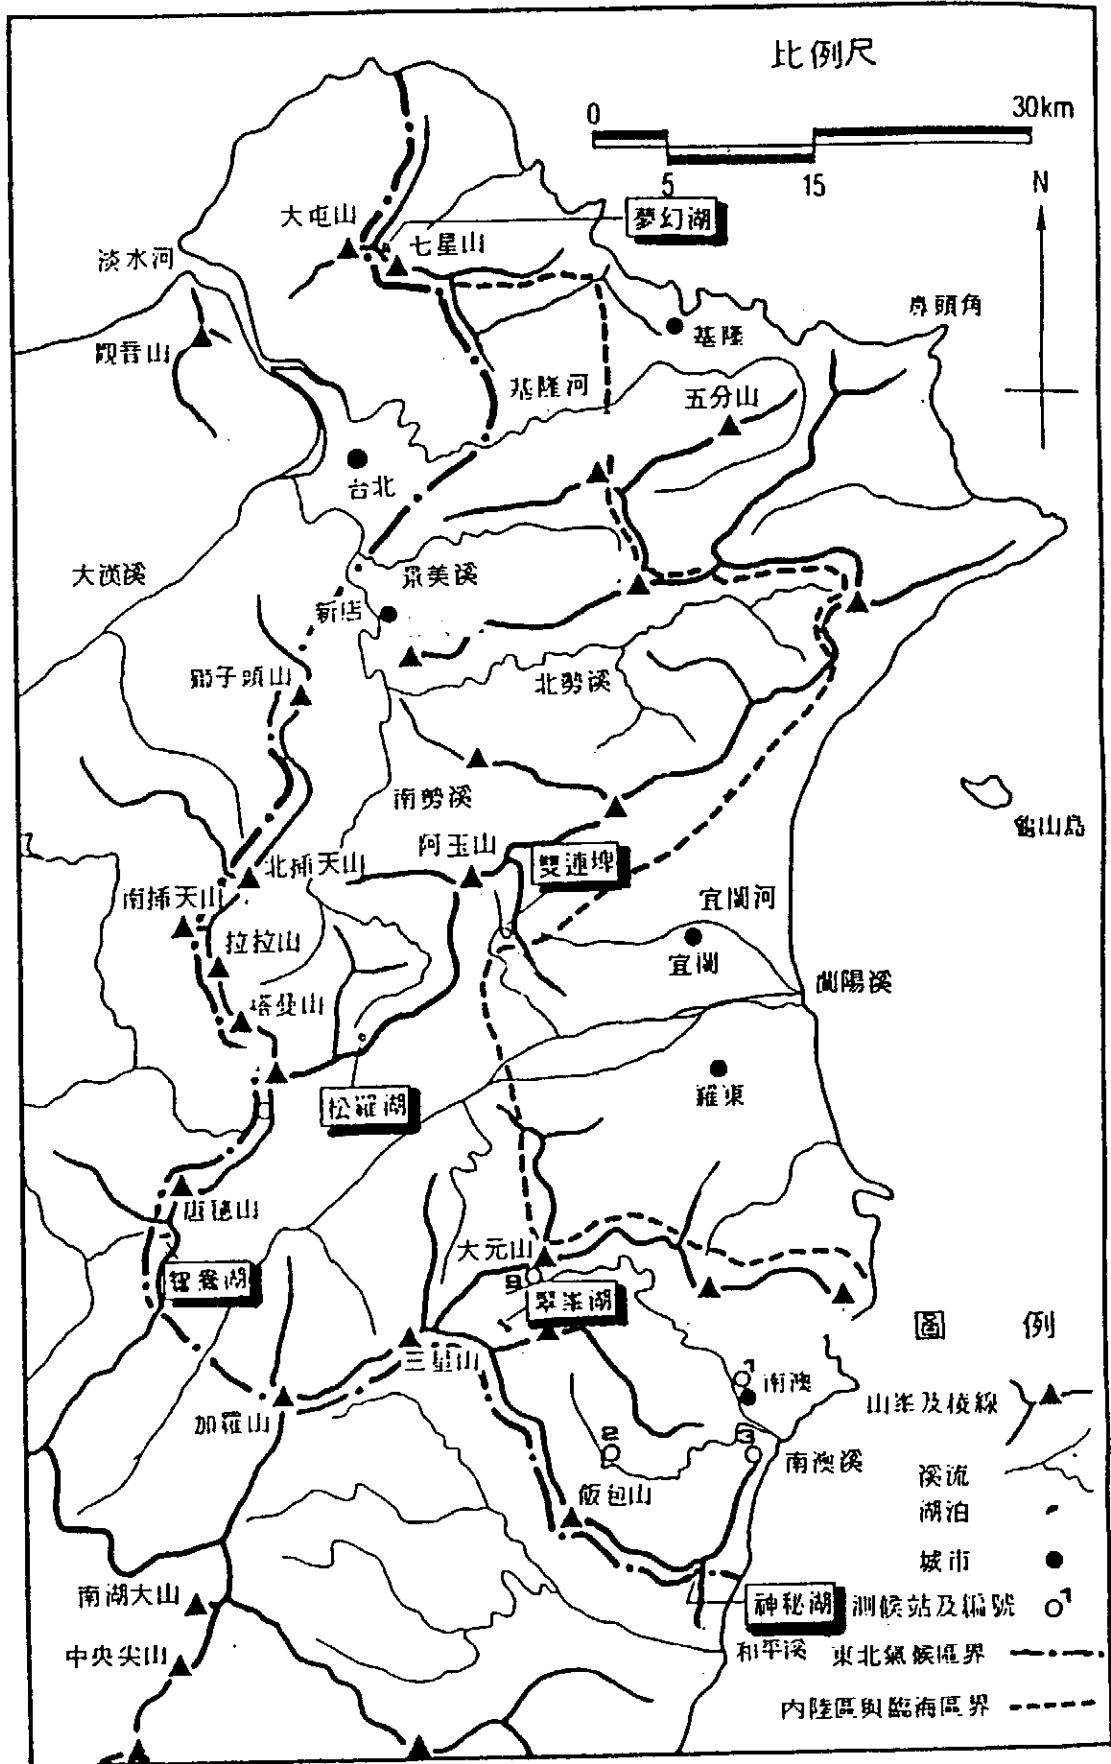 比例尺
0
30km
5
15
N
大屯山
夢幻湖
七星山
淡水河
鼻頭角
基隆
観音山
基隆河
五分山
台北
大漢溪
景美溪
新店
獅子頭山
北勢溪
南勢溪
龜山島
阿玉山
雙連埤
北插天山
南插天山
宜蘭河
拉拉山
宜蘭
蘭陽溪
塔曼山
羅東
松羅湖
唐穂山
大元山
鴛鴦湖
翠峯湖
圖例
三星山
1
南澳
山峯及稜線
加羅山
2
3
南澳溪
溪流
飯包山
湖泊
城市
南湖大山
神秘湖
測候站及編號
1
中央尖山
和平溪
東北氣候區界
內陸區與臨海區界